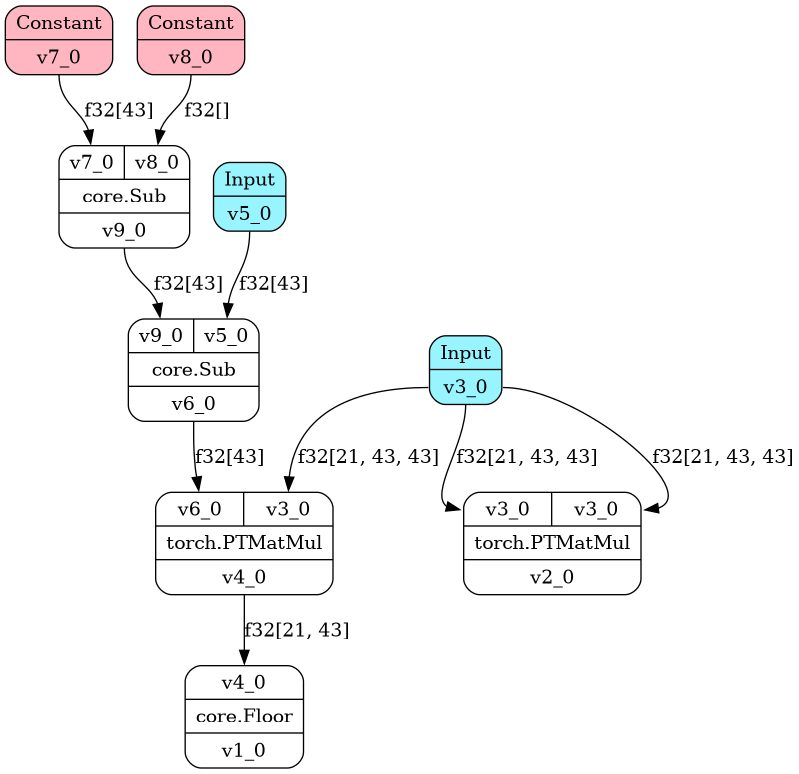 Constant
v7_0
Constant
v8_0
f32[43]
f32[]
v7_0
v8_0
core.Sub
v9_0
Input
v5_0
f32[43]
f32[43]
v9_0
v5_0
core.Sub
v6_0
Input
v3_0
f32[43]
f32[21, 43, 43]
f32[21, 43, 43]
f32[21, 43, 43]
v6_0
v3_0
torch.PTMatMul
v4_0
v3_0
v3_0
torch.PTMatMul
v2_0
f32[21, 43]
v4_0
core.Floor
v1_0